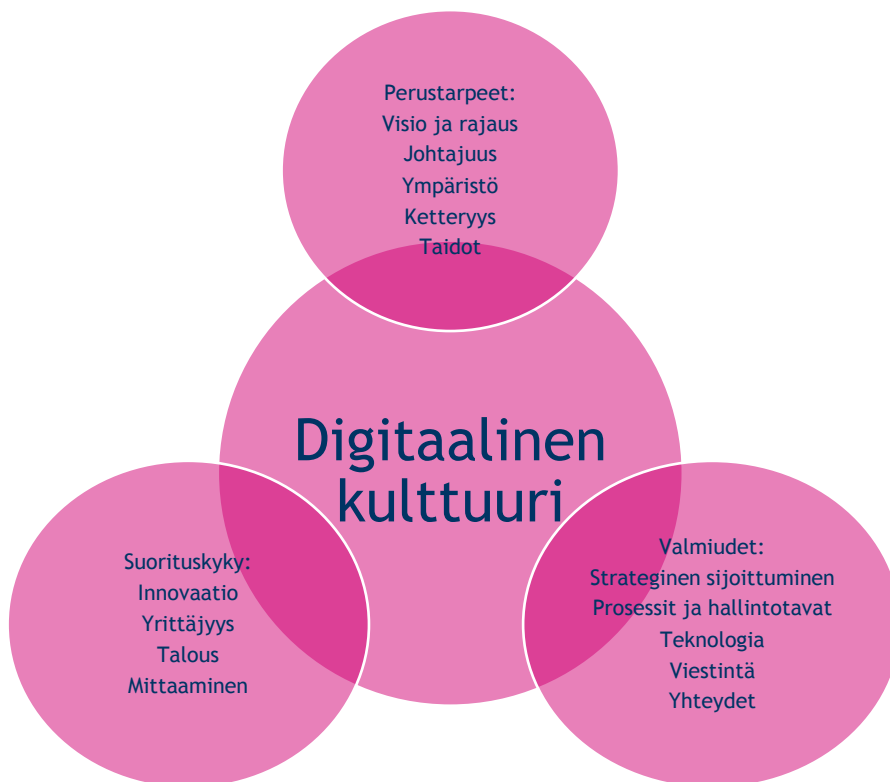 Perustarpeet:
Visio ja rajaus
Johtajuus
Ympäristö
Ketteryys
Taidot
Digitaalinen
kulttuuri
Suorituskyky:
Innovaatio
Yrittäjyys
Talous
Mittaaminen
Valmiudet:
Strateginen sijoittuminen
Prosessit ja hallintotavat
Teknologia
Viestintä
Yhteydet